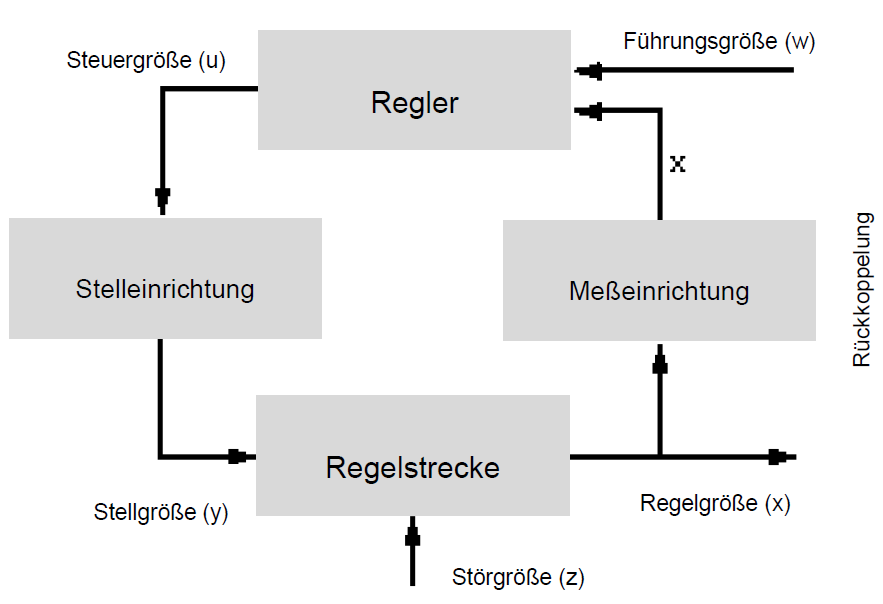 Führungsgröße (w)
Steuergröße (u)
Regler
x
Rückkoppelung
Stelleinrichtung
Meßeinrichtung
Regelstrecke
Stellgröße (y)
Regelgröße (x)
Störgröße (z)